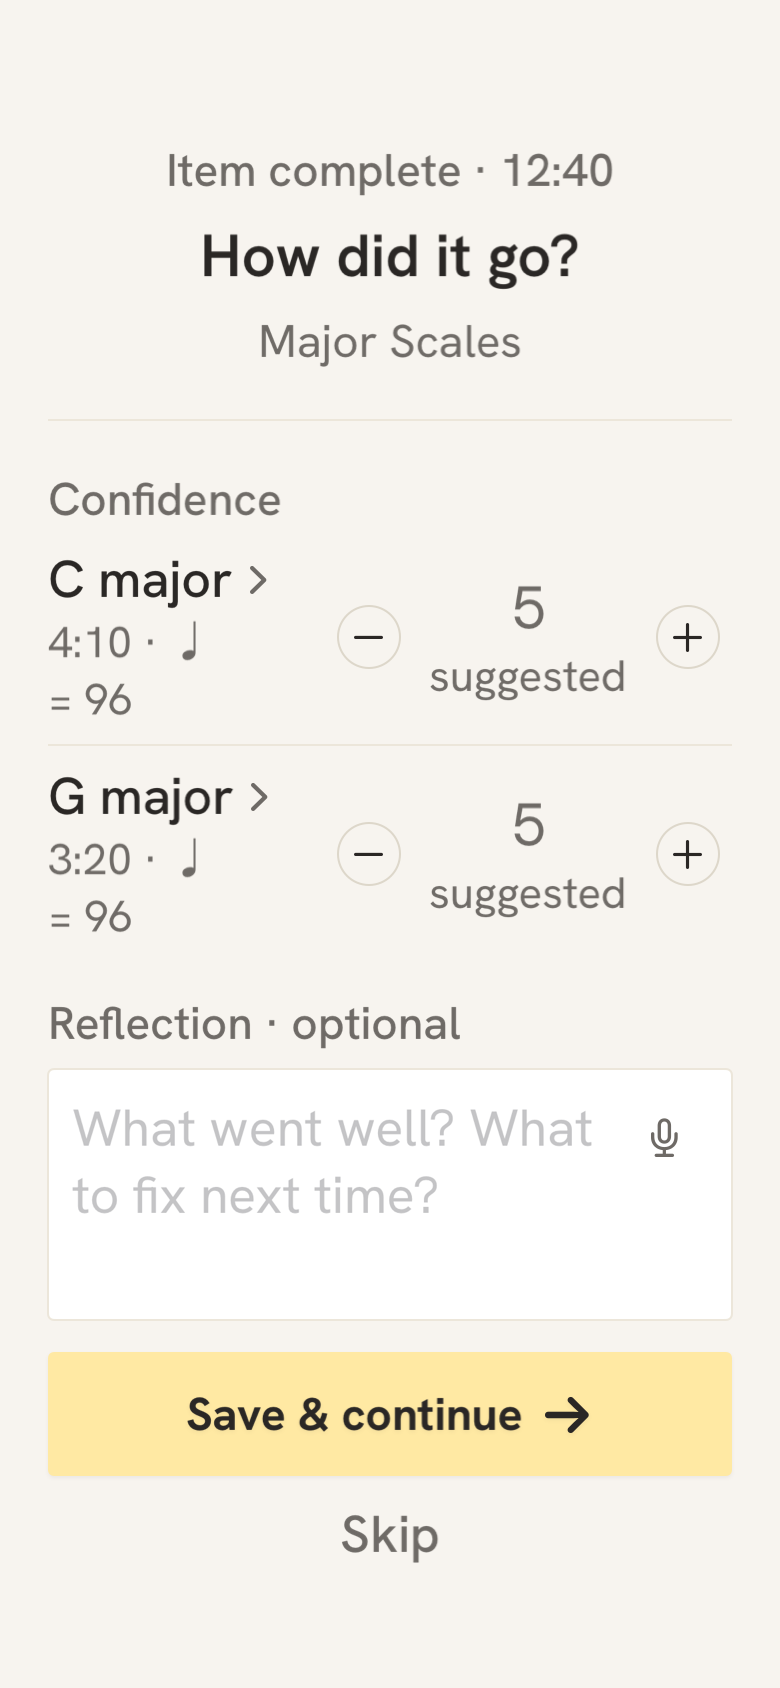 Item complete · 12:40
How did it go?
Major Scales
Confidence
C major
4:10 · ♩
= 96
5
suggested
G major
3:20 · ♩
= 96
5
suggested
Reflection · optional
What went well? What
to fix next time?
Save & continue →
Skip